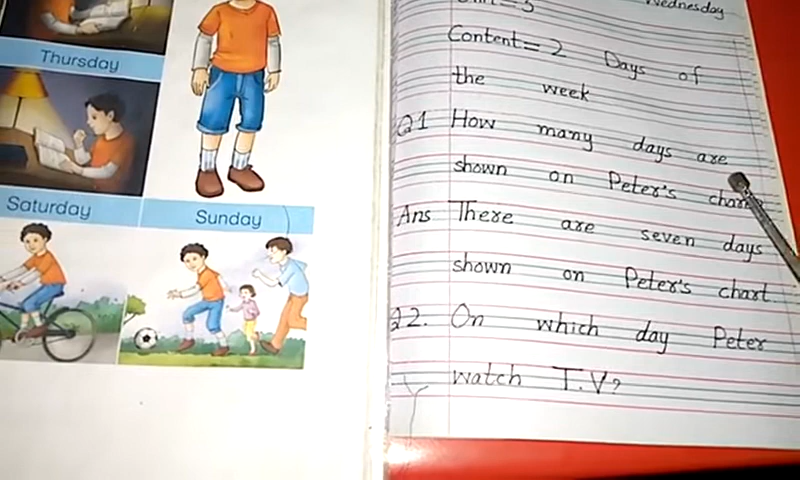 Thursday
Saturday
Sunday
Wednesday
Content= 2 Days of
the week
Q1 How many days are
shown on Peter's
Ans There are seven days
shown on Peter's chart.
Q2. On which day Peter
watch T.V?